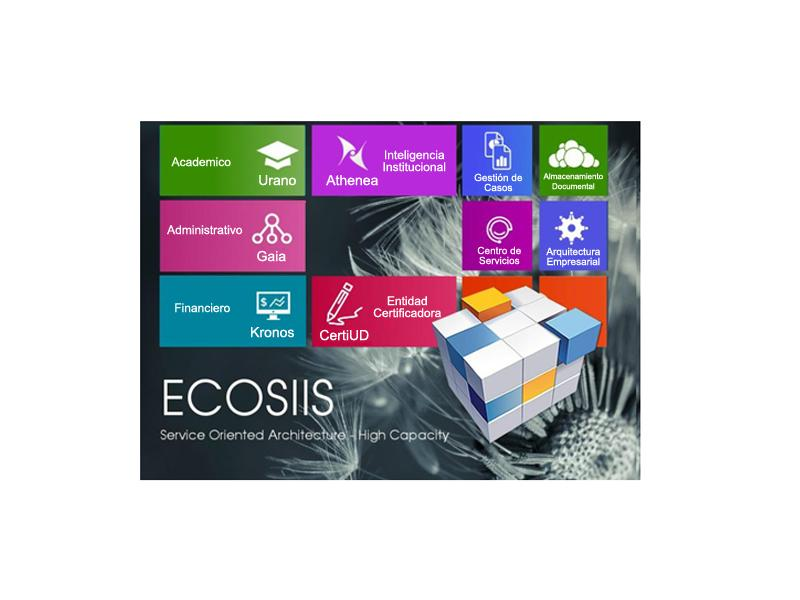 Academico
Urano
Inteligencia
Institucional
Athenea
Gestión de
Casos
Almacenamiento
Documental
Administrativo
Gaia
Centro de
Servicios
Arquitectura
Empresarial
Financiero
$
Kronos
Entidad
Certificadora
CertiUD
ECOSIIS
Service Oriented Architecture - High Capacity